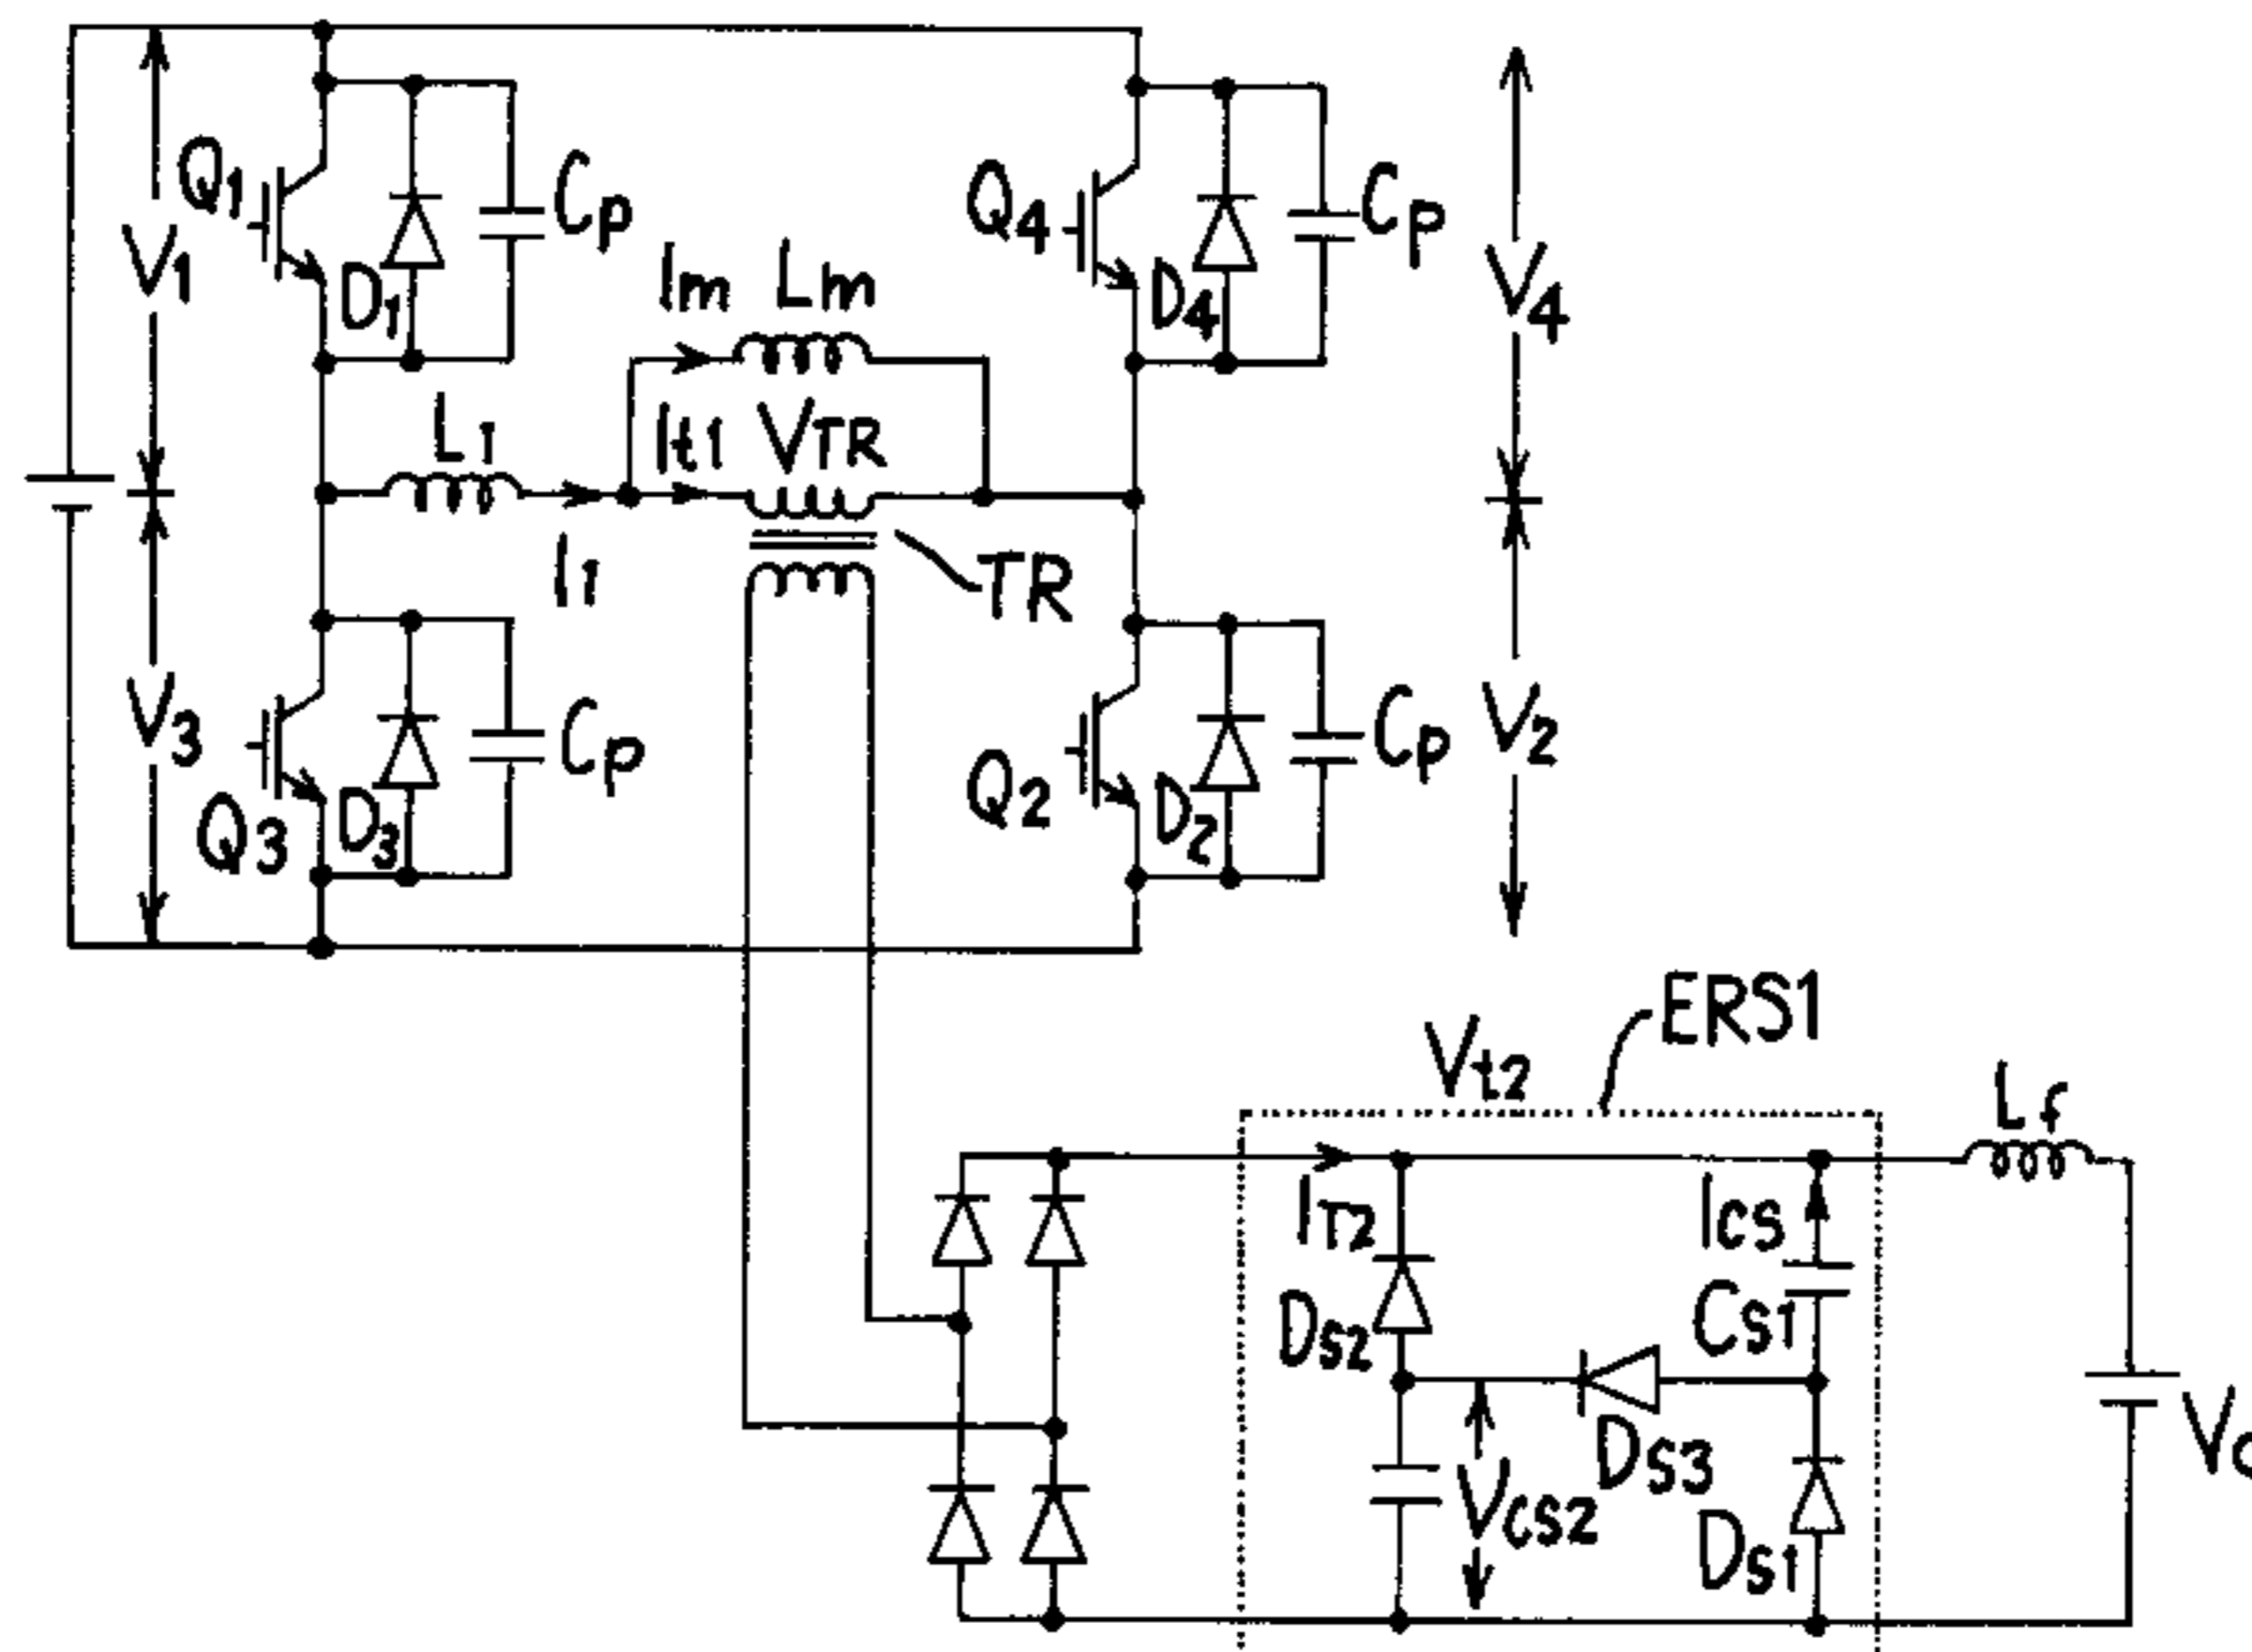 Q1
Cp
V1
D1
Im
Lm
Q4
Cp
D4
V4
L1
It1
VTR
I1
TR
V3
Q3
D3
Cp
Q2
D2
Cp
V2
ERS1
Vt2
Lf
IT2
Ics
Ds2
Cs1
Ds3
Vcs2
Ds1